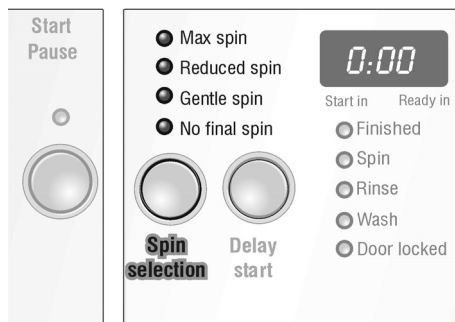 Start
Pause
Max spin
Reduced spin
Gentle spin
No final spin
Spin
selection
Delay
start
0:00
Start in Ready in
Finished
Spin
Rinse
Wash
Door locked